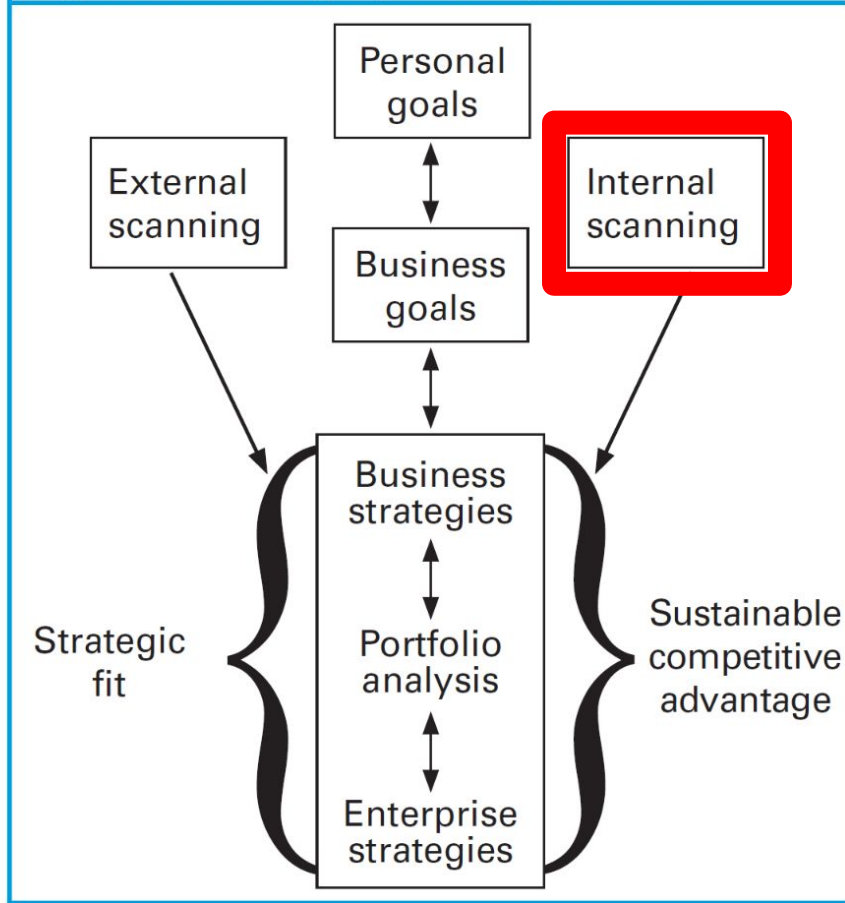 Personal
goals
External
scanning
Internal
scanning
Business
goals
Business
strategies
Strategic
fit
Portfolio
analysis
Sustainable
competitive
advantage
Enterprise
strategies